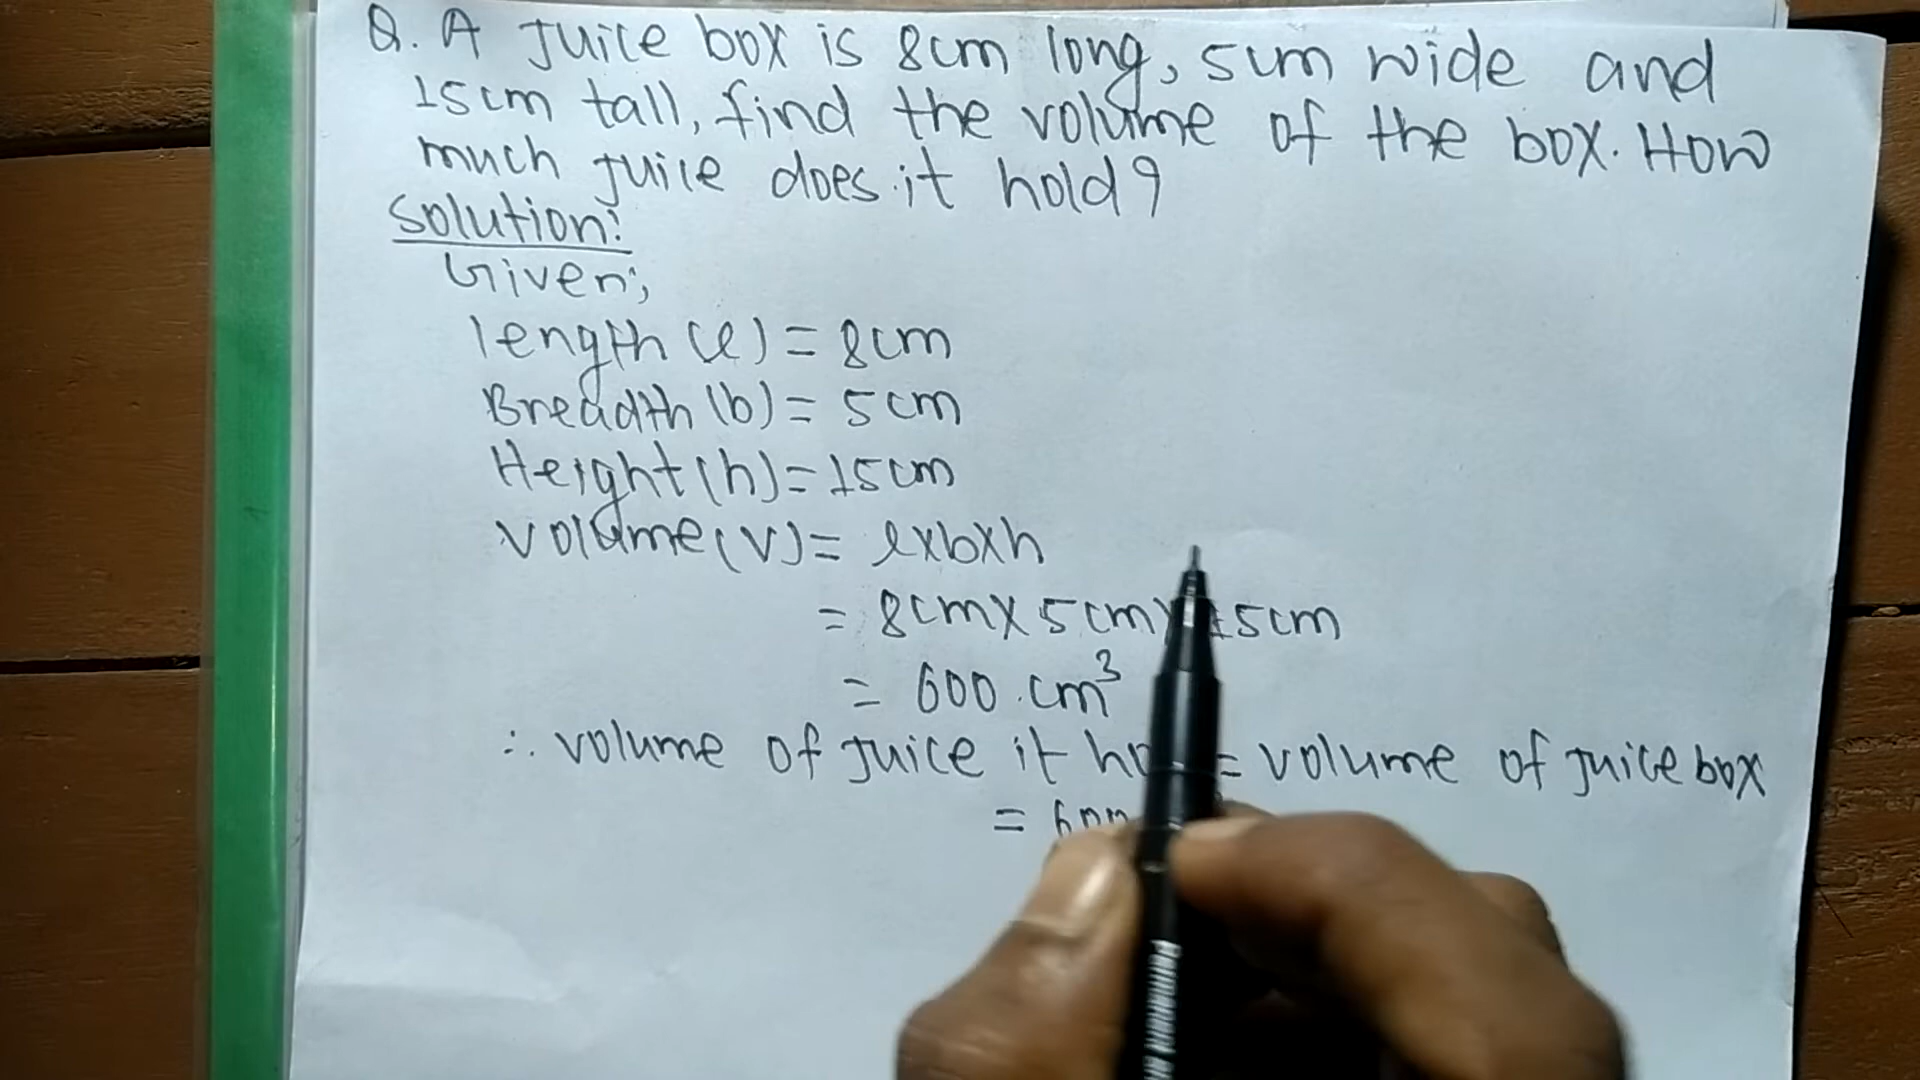 Q. A Juice box is 8cm long, 5cm wide and
15cm tall, find the volume of the box. How
much juice does it hold?
Solution:
Given;
length (l) = 8cm
Breadth (b) = 5cm
Height (h) = 15cm
Volume (V) = l×b×h
= 8cm × 5cm × 15cm
= 600 cm³
∴ volume of juice it = volume of juice box
= 600